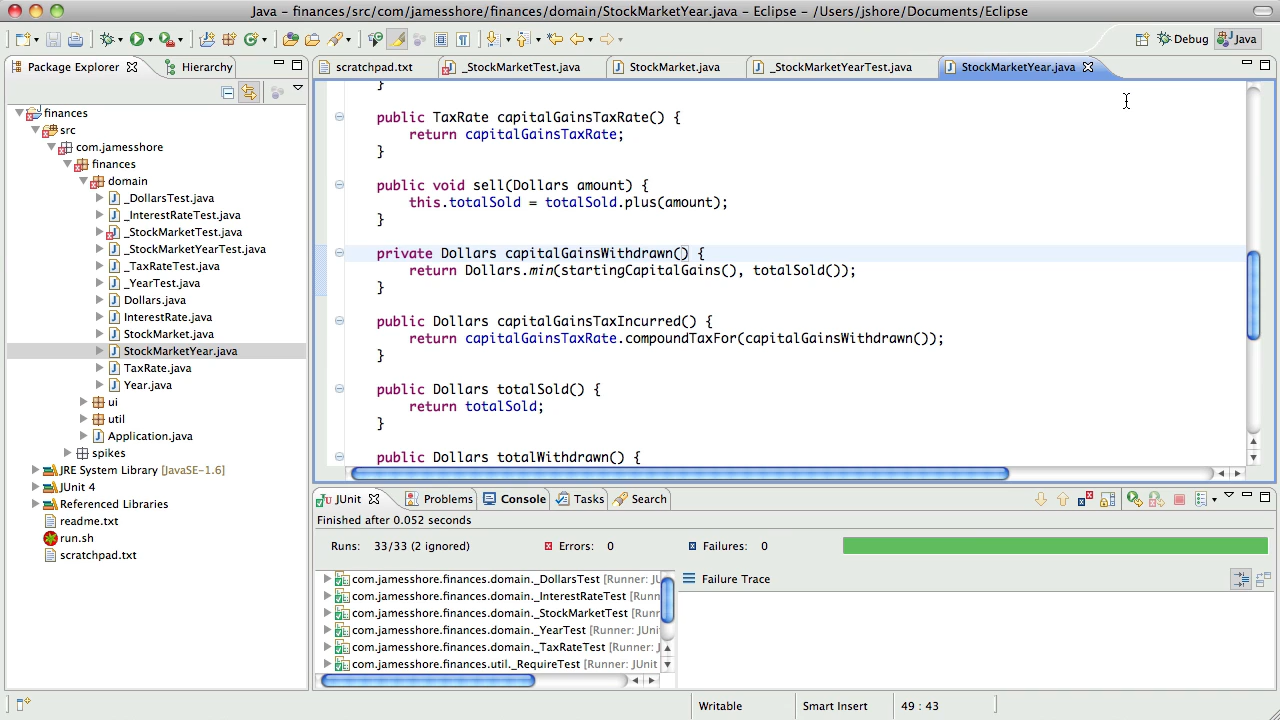 Java – finances/src/com/jamesshore/finances/domain/StockMarketYear.java – Eclipse – /Users/jshore/Documents/Eclipse
Debug Java
Package Explorer Hierarchy
scratchpad.txt _StockMarketTest.java StockMarket.java _StockMarketYearTest.java StockMarketYear.java
finances
src
com.jamesshore
finances
domain
_DollarsTest.java
_InterestRateTest.java
_StockMarketTest.java
_StockMarketYearTest.java
_TaxRateTest.java
_YearTest.java
Dollars.java
InterestRate.java
StockMarket.java
StockMarketYear.java
TaxRate.java
Year.java
ui
util
Application.java
spikes
JRE System Library [JavaSE-1.6]
JUnit 4
Referenced Libraries
readme.txt
run.sh
scratchpad.txt
}
public TaxRate capitalGainsTaxRate() {
return capitalGainsTaxRate;
}
public void sell(Dollars amount) {
this.totalSold = totalSold.plus(amount);
}
private Dollars capitalGainsWithdrawn() {
return Dollars.min(startingCapitalGains(), totalSold());
}
public Dollars capitalGainsTaxIncurred() {
return capitalGainsTaxRate.compoundTaxFor(capitalGainsWithdrawn());
}
public Dollars totalSold() {
return totalSold;
}
public Dollars totalWithdrawn() {
JUnit Problems Console Tasks Search
Finished after 0.052 seconds
Runs: 33/33 (2 ignored) Errors: 0 Failures: 0
com.jamesshore.finances.domain._DollarsTest [Runner: JU
com.jamesshore.finances.domain._InterestRateTest [Runn
com.jamesshore.finances.domain._StockMarketTest [Runn
com.jamesshore.finances.domain._YearTest [Runner: JUni
com.jamesshore.finances.domain._TaxRateTest [Runner: J
com.jamesshore.finances.util._RequireTest [Runner: JUnit
Failure Trace
Writable Smart Insert 49 : 43